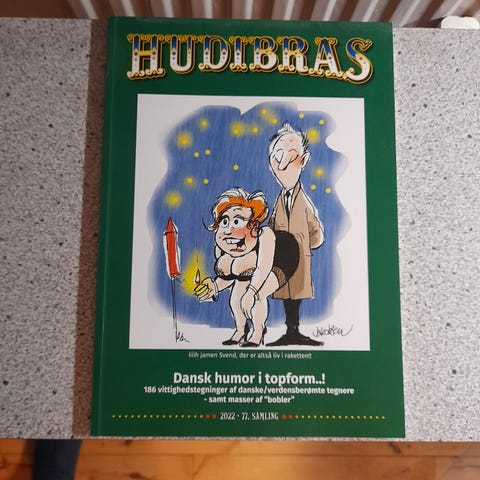 HUDIBRAS
iiiih jamen Svend, der er altså liv i raketten!!
Dansk humor i topform..!
186 vittighedstegninger af danske/verdensberømte tegnere
- samt masser af "bobler"
2022 · 77. SAMLING